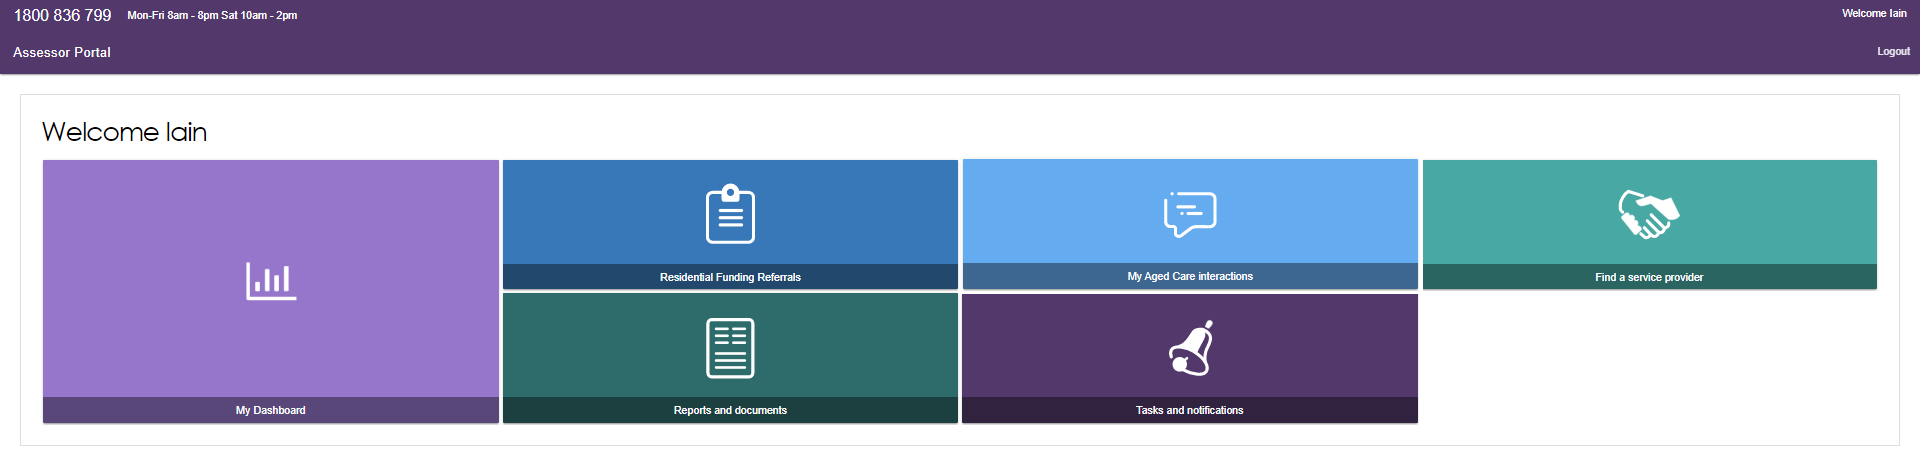 1800 836 799 Mon-Fri 8am - 8pm Sat 10am - 2pm
Welcome Iain
Assessor Portal
Logout
Welcome Iain
Residential Funding Referrals
My Aged Care interactions
Find a service provider
My Dashboard
Reports and documents
Tasks and notifications